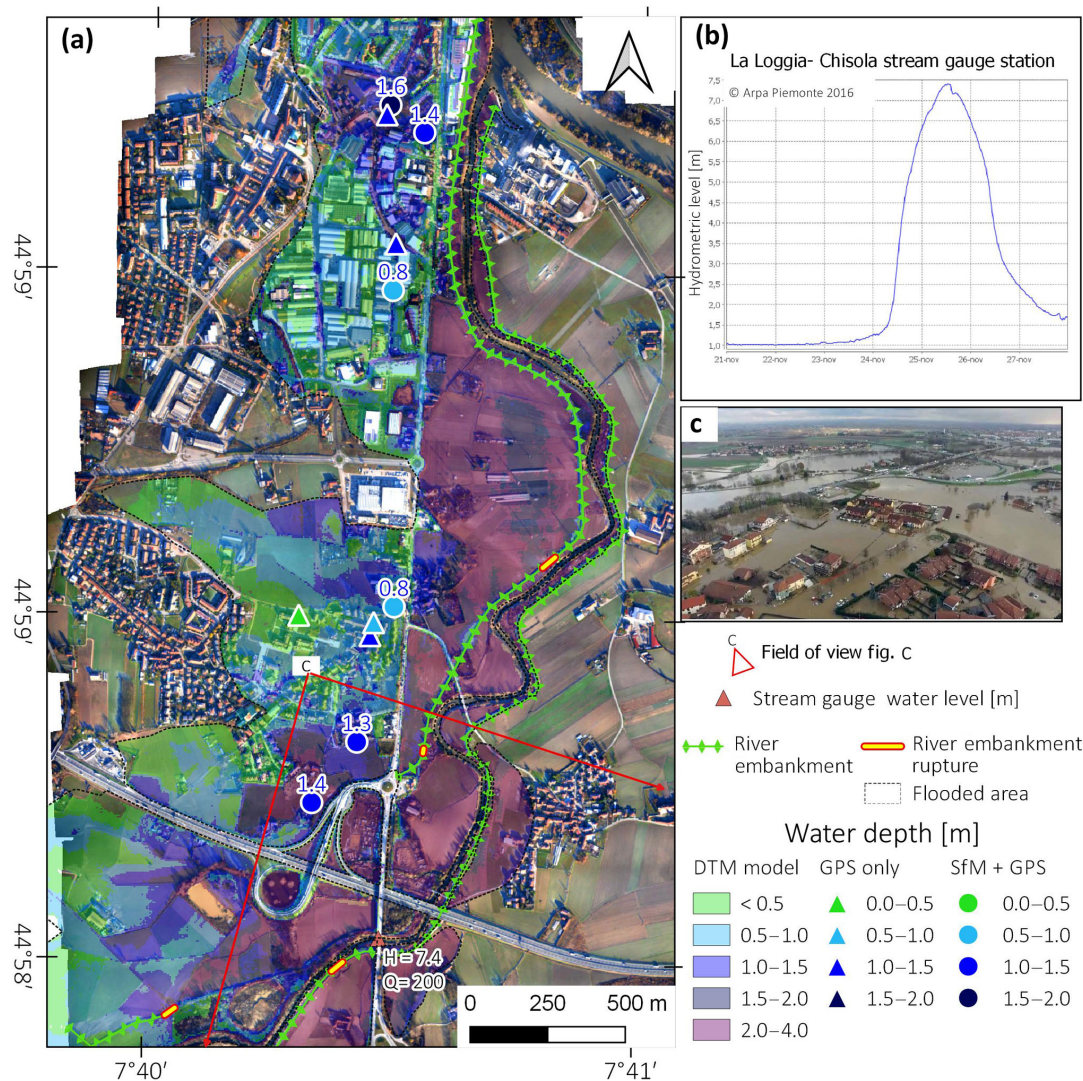 (a)
1.6
1.4
0.8
0.8
C
1.3
1.4
H = 7.4
Q= 200
0 250 500 m
44°59′
44°59′
44°58′
7°40′
7°41′
(b)
La Loggia- Chisola stream gauge station
© Arpa Piemonte 2016
Hydrometric level [m]
7,5
7,0
6,5
6,0
5,5
5,0
4,5
3,5
3,0
2,0
1,5
1,0
21-nov
22-nov
23-nov
24-nov
25-nov
26-nov
27-nov
c
C
Field of view fig. C
Stream gauge water level [m]
River
embankment
River embankment
rupture
Flooded area
Water depth [m]
DTM model GPS only SfM + GPS
< 0.5 0.0–0.5 0.0–0.5
0.5–1.0 0.5–1.0 0.5–1.0
1.0–1.5 1.0–1.5 1.0–1.5
1.5–2.0 1.5–2.0 1.5–2.0
2.0–4.0